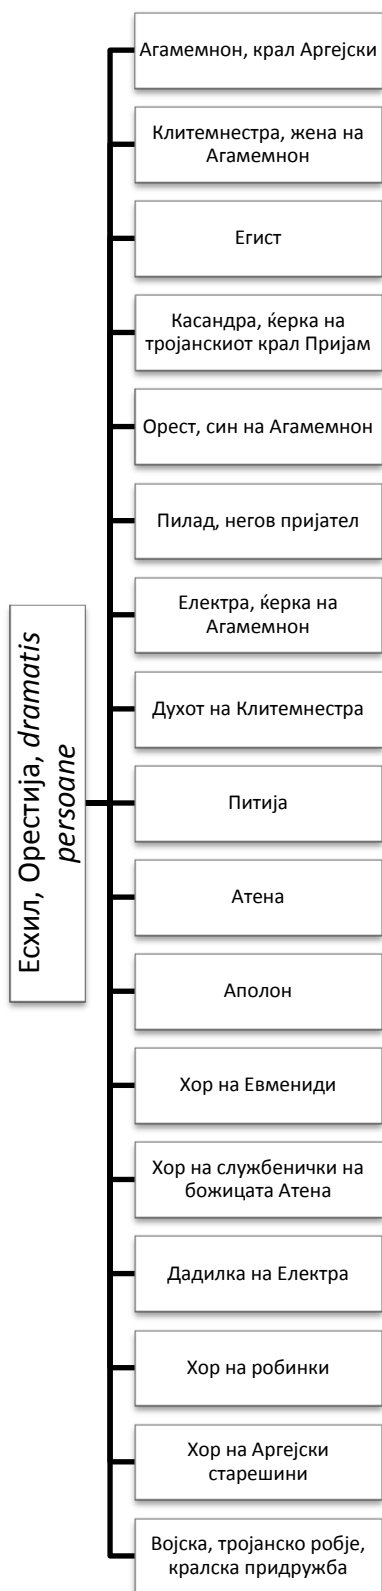 Есхил, Орестија, dramatis
persoane
Агамемнон, крал Аргејски
Клитемнестра, жена на
Агамемнон
Егист
Касандра, ќерка на
тројанскиот крал Пријам
Орест, син на Агамемнон
Пилад, негов пријател
Електра, ќерка на
Агамемнон
Духот на Клитемнестра
Питија
Атена
Аполон
Хор на Евмениди
Хор на службенички на
божицата Атена
Дадилка на Електра
Хор на робинки
Хор на Аргејски
старешини
Војска, тројанско робје,
кралска придружба